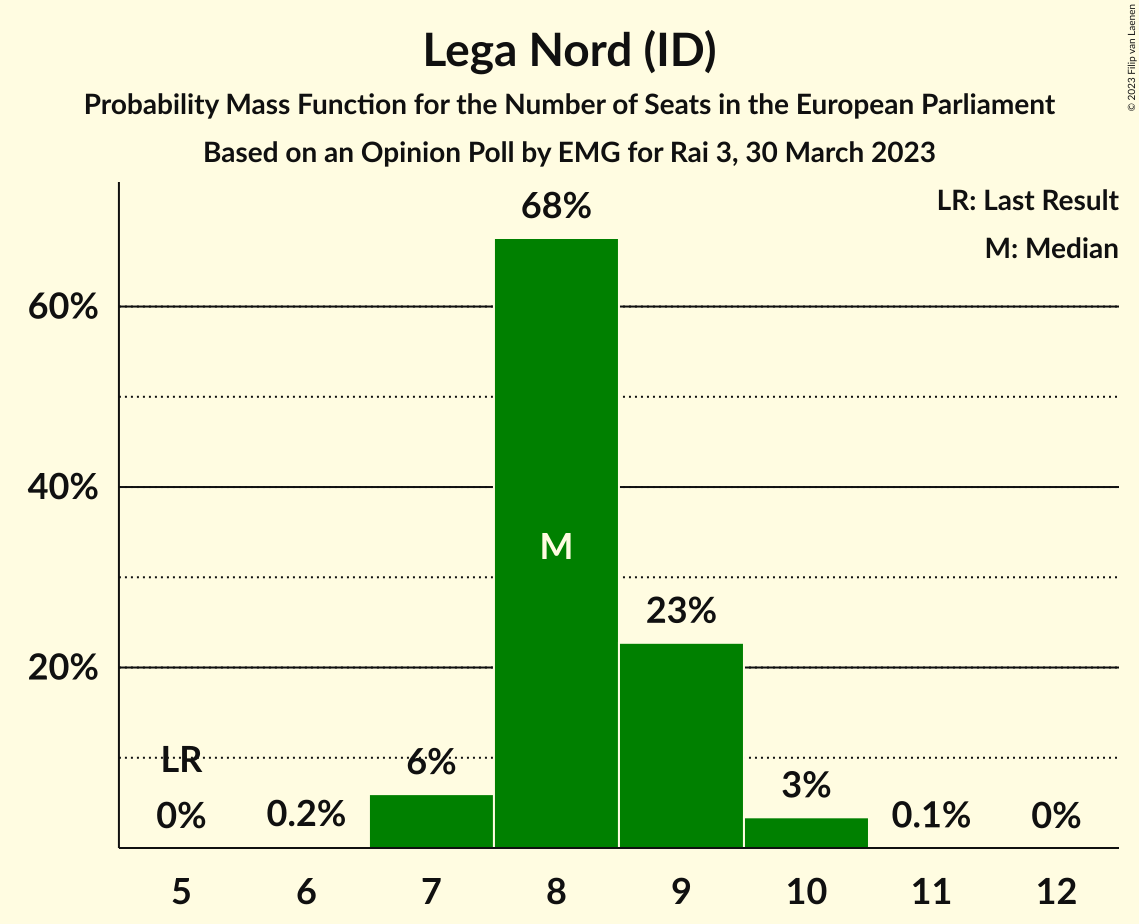 Lega Nord (ID)
Probability Mass Function for the Number of Seats in the European Parliament
Based on an Opinion Poll by EMG for Rai 3, 30 March 2023
© 2023 Filip van Laenen
LR: Last Result
M: Median
68%
60%
40%
M
23%
20%
LR
6%
3%
0%
0.2%
0.1%
0%
5 6 7 8 9 10 11 12